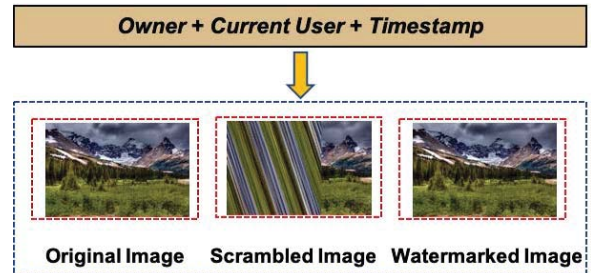 Owner + Current User + Timestamp
Original Image Scrambled Image Watermarked Image